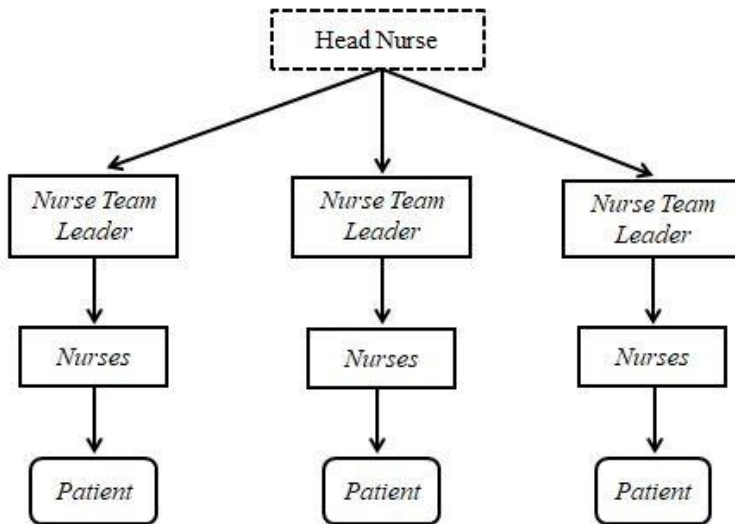 Head Nurse
Nurse Team
Leader
Nurse Team
Leader
Nurse Team
Leader
Nurses
Nurses
Nurses
Patient
Patient
Patient